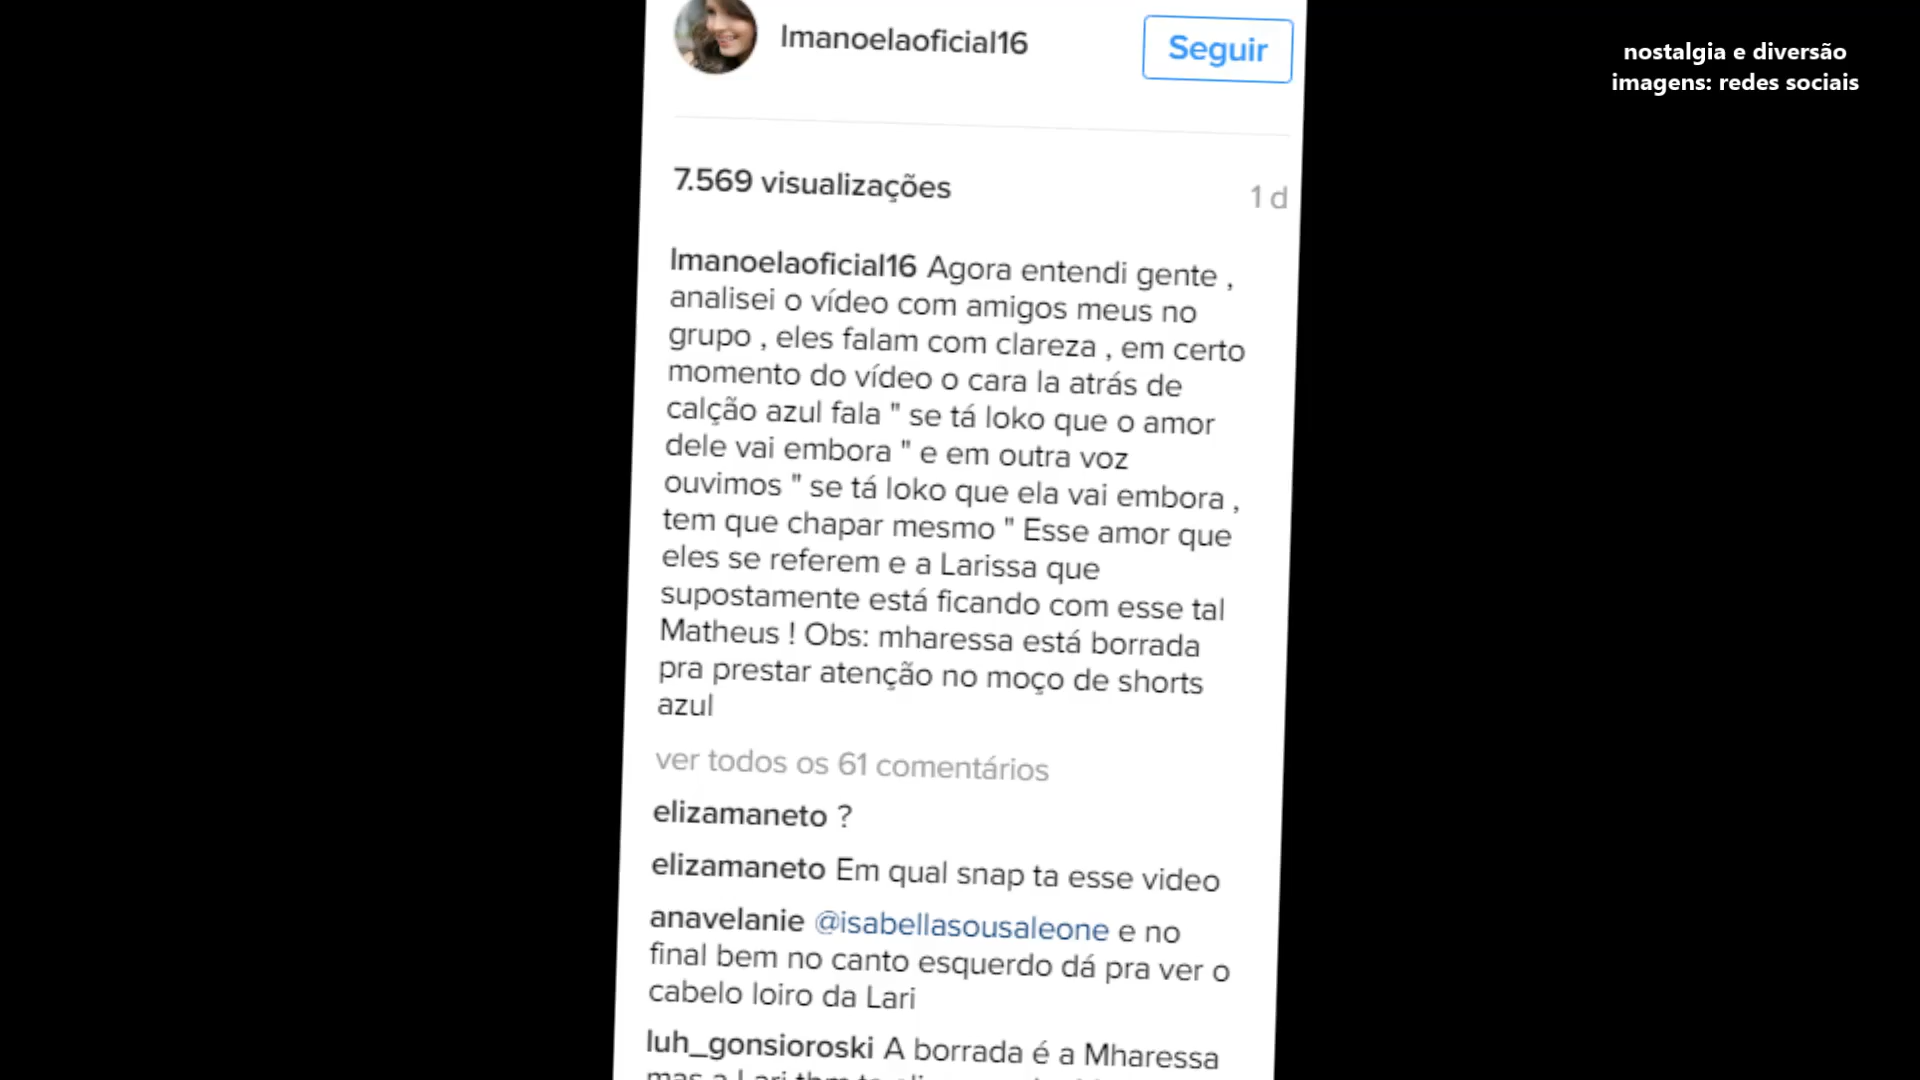 lmanoelaoficial16
Seguir
nostalgia e diversão
imagens: redes sociais
7.569 visualizações
1 d
lmanoelaoficial16 Agora entendi gente ,
analisei o vídeo com amigos meus no
grupo , eles falam com clareza , em certo
momento do vídeo o cara la atrás de
calção azul fala " se tá loko que o amor
dele vai embora " e em outra voz
ouvimos " se tá loko que ela vai embora ,
tem que chapar mesmo " Esse amor que
eles se referem e a Larissa que
supostamente está ficando com esse tal
Matheus ! Obs: mharessa está borrada
pra prestar atenção no moço de shorts
azul
ver todos os 61 comentários
elizamaneto ?
elizamaneto Em qual snap ta esse video
anavelanie @isabellasousaleone e no
final bem no canto esquerdo dá pra ver o
cabelo loiro da Lari
luh_gonsioroski A borrada é a Mharessa
mas a Lari tbm